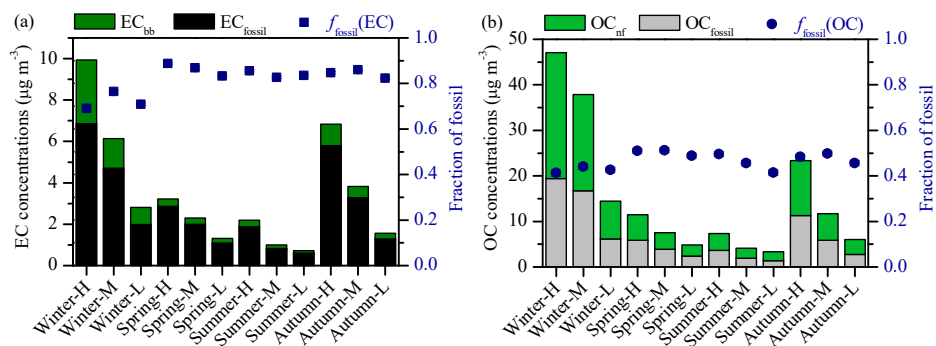 (a)
EC_bb EC_fossil f_fossil(EC)
EC concentrations (μg m⁻³)
10
8
6
4
2
0
1.0
0.8
0.6
0.4
0.2
0.0
Fraction of fossil
Winter-H
Winter-M
Winter-L
Spring-H
Spring-M
Spring-L
Summer-H
Summer-M
Summer-L
Autumn-H
Autumn-M
Autumn-L
(b)
OC_nf OC_fossil f_fossil(OC)
OC concentrations (μg m⁻³)
50
40
30
20
10
0
1.0
0.8
0.6
0.4
0.2
0.0
Fraction of fossil
Winter-H
Winter-M
Winter-L
Spring-H
Spring-M
Spring-L
Summer-H
Summer-M
Summer-L
Autumn-H
Autumn-M
Autumn-L